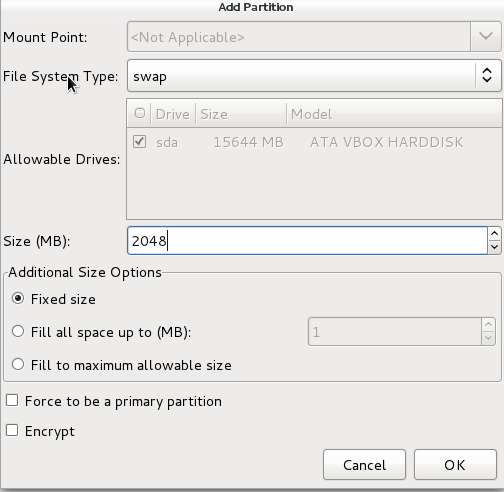 Add Partition
Mount Point: <Not Applicable>
File System Type: swap
Drive Size Model
sda 15644 MB ATA VBOX HARDDISK
Allowable Drives:
Size (MB): 2048
Additional Size Options
Fixed size
Fill all space up to (MB): 1
Fill to maximum allowable size
Force to be a primary partition
Encrypt
Cancel OK